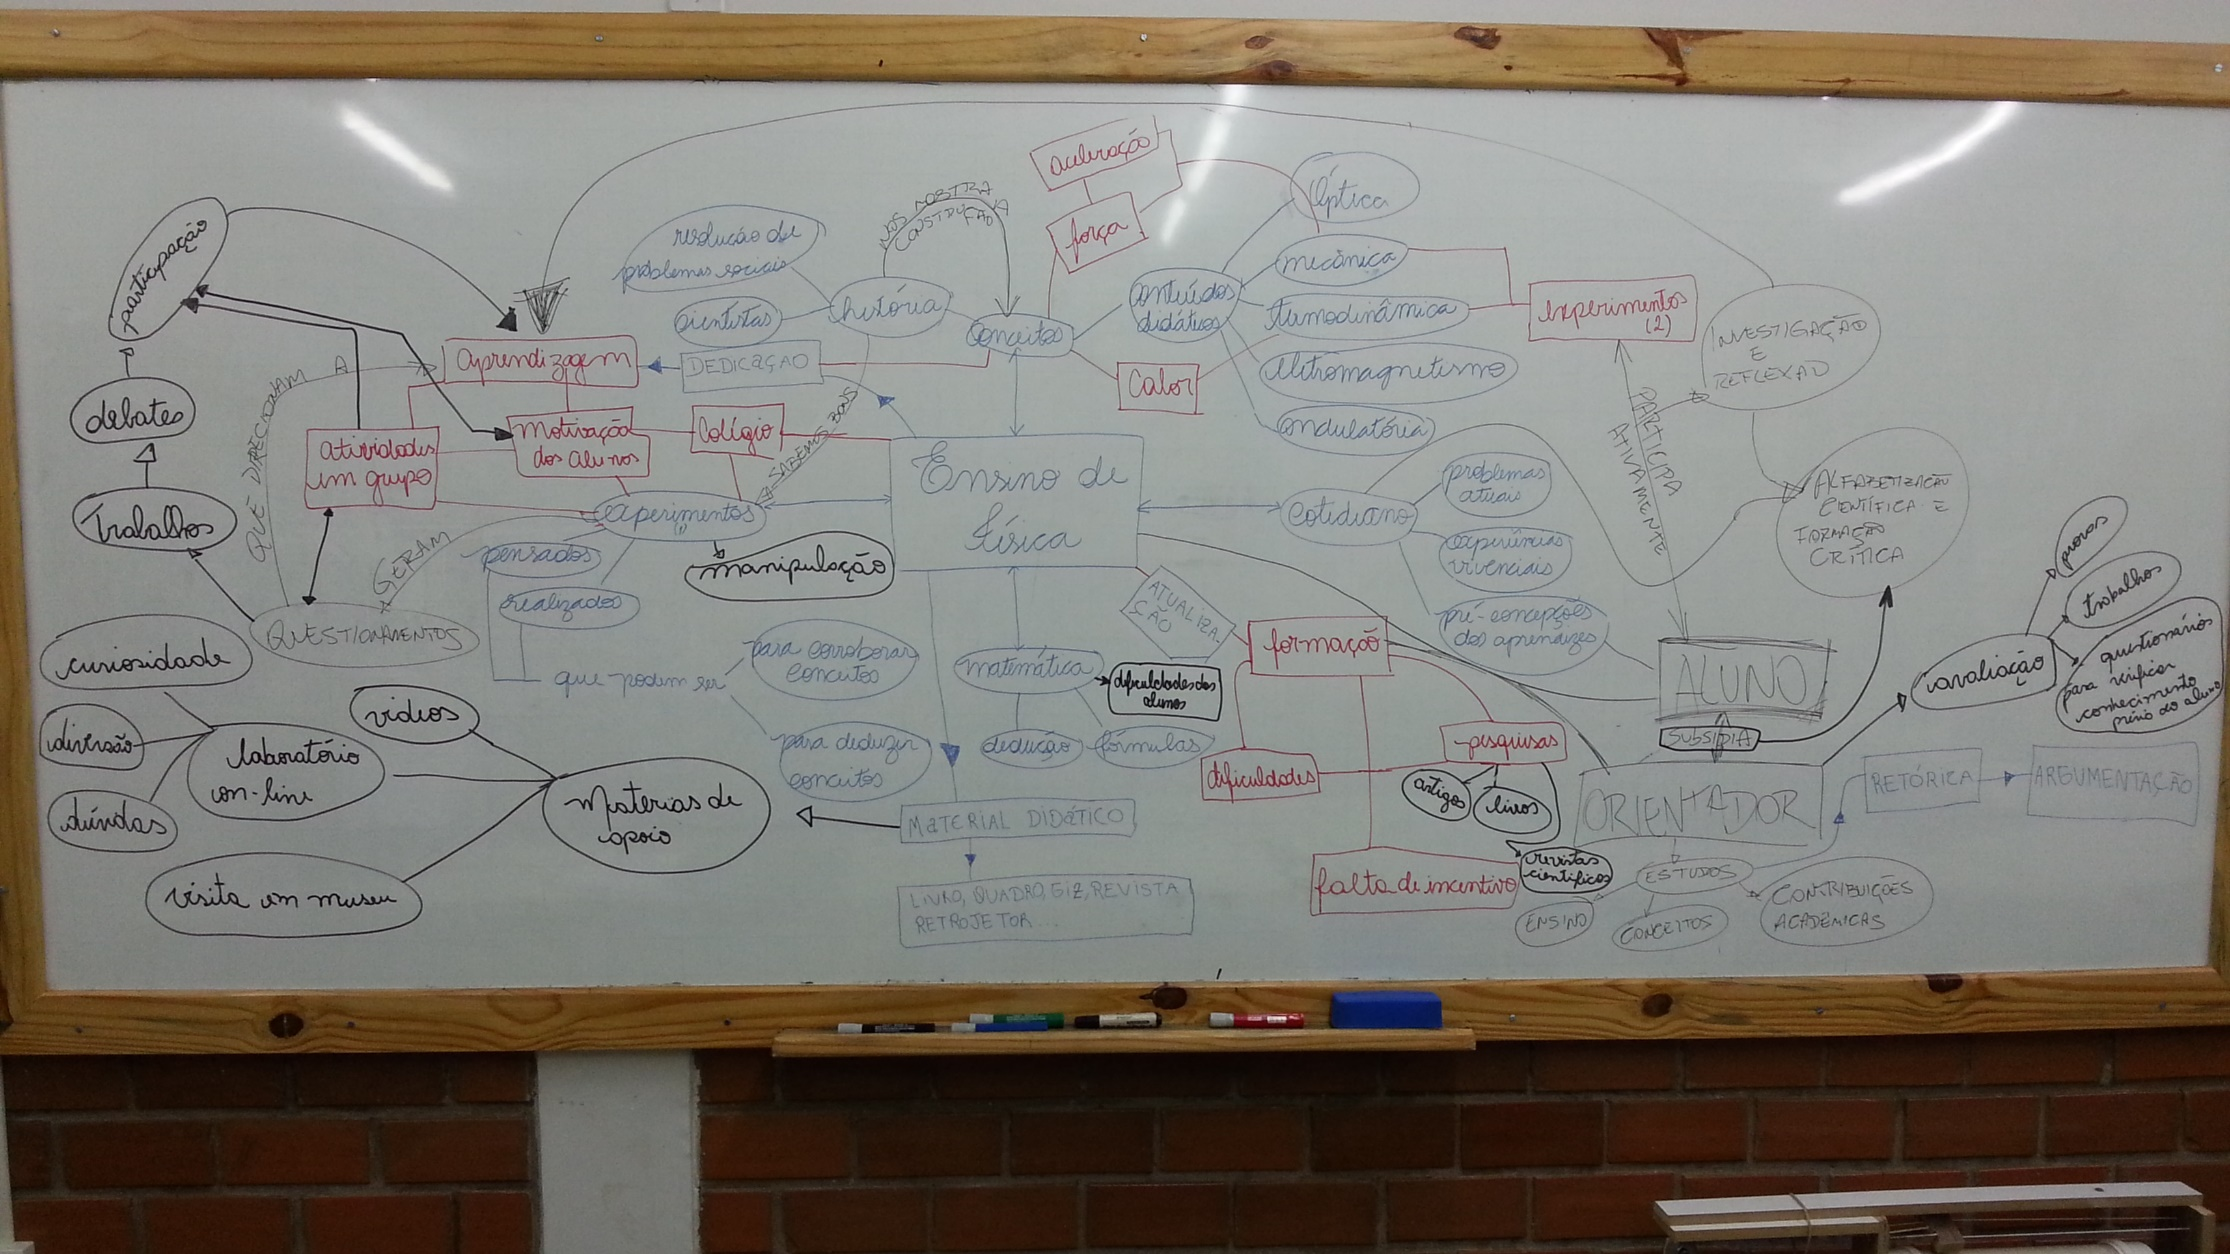 participação
debates
trabalhos
QUE DIRECIONAM A
aprendizagem
DEDICAÇÃO
atividades
em grupo
motivação
dos alunos
Colégio
resolução de
problemas sociais
cientistas
história
NOS MOSTRA A
CONSTRUÇÃO
conceitos
aceleração
força
Calor
conteúdos
didáticos
óptica
mecânica
termodinâmica
eletromagnetismo
ondulatória
experimentos
(2)
INVESTIGAÇÃO
E
REFLEXÃO
PARTICIPA
ATIVAMENTE
ALFABETIZAÇÃO
CIENTÍFICA E
FORMAÇÃO
CRÍTICA
Ensino de
Física
experimentos
(1)
manipulação
GERAM
pensados
realizados
QUESTIONAMENTOS
que podem ser
para corroborar
conceitos
para deduzir
conceitos
curiosidade
diversão
dúvidas
laboratório
on-line
vídeos
visita em museu
Materias de
apoio
MATERIAL DIDÁTICO
LIVRO, QUADRO, GIZ, REVISTA
RETROJETOR...
matemática
dificuldades dos
alunos
dedução
fórmulas
ATUALIZA-
ÇÃO
formação
dificuldades
falta de incentivo
pesquisas
artigos
livros
revistas
científicas
cotidiano
problemas
atuais
experiências
vivenciais
pré-concepções
dos aprendizes
ALUNO
SUBSIDIA
ORIENTADOR
ESTUDOS
ENSINO
CONCEITOS
CONTRIBUIÇÕES
ACADÊMICAS
RETÓRICA
ARGUMENTAÇÃO
avaliação
provas
trabalhos
questionários
para verificar
conhecimento
prévio do aluno